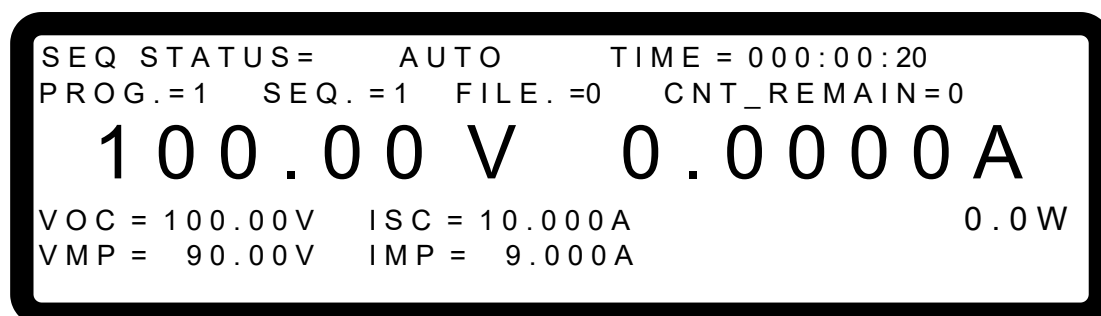 SEQ STATUS= AUTO TIME = 000:00:20
PROG.=1 SEQ.=1 FILE.=0 CNT_REMAIN=0
100.00 V 0.0000A
VOC = 100.00V ISC = 10.000A 0.0W
VMP = 90.00V IMP = 9.000A